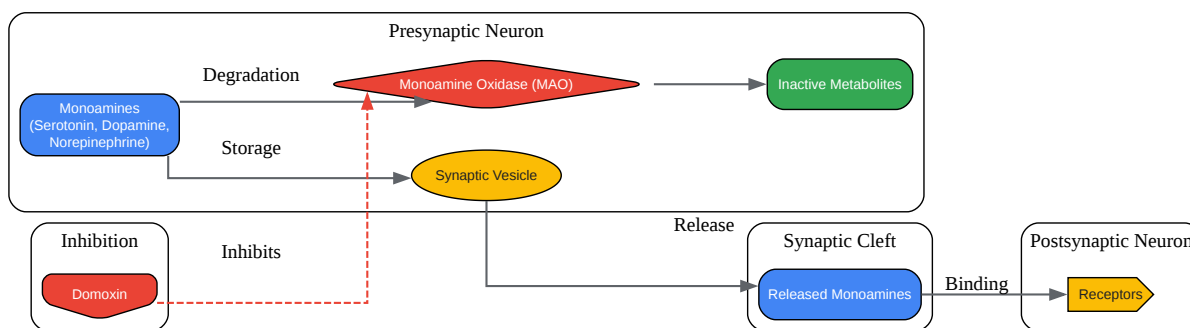 Presynaptic Neuron
Degradation
Monoamine Oxidase (MAO)
Inactive Metabolites
Monoamines
(Serotonin, Dopamine,
Norepinephrine)
Storage
Synaptic Vesicle
Release
Inhibition
Inhibits
Domoxin
Synaptic Cleft
Released Monoamines
Binding
Postsynaptic Neuron
Receptors